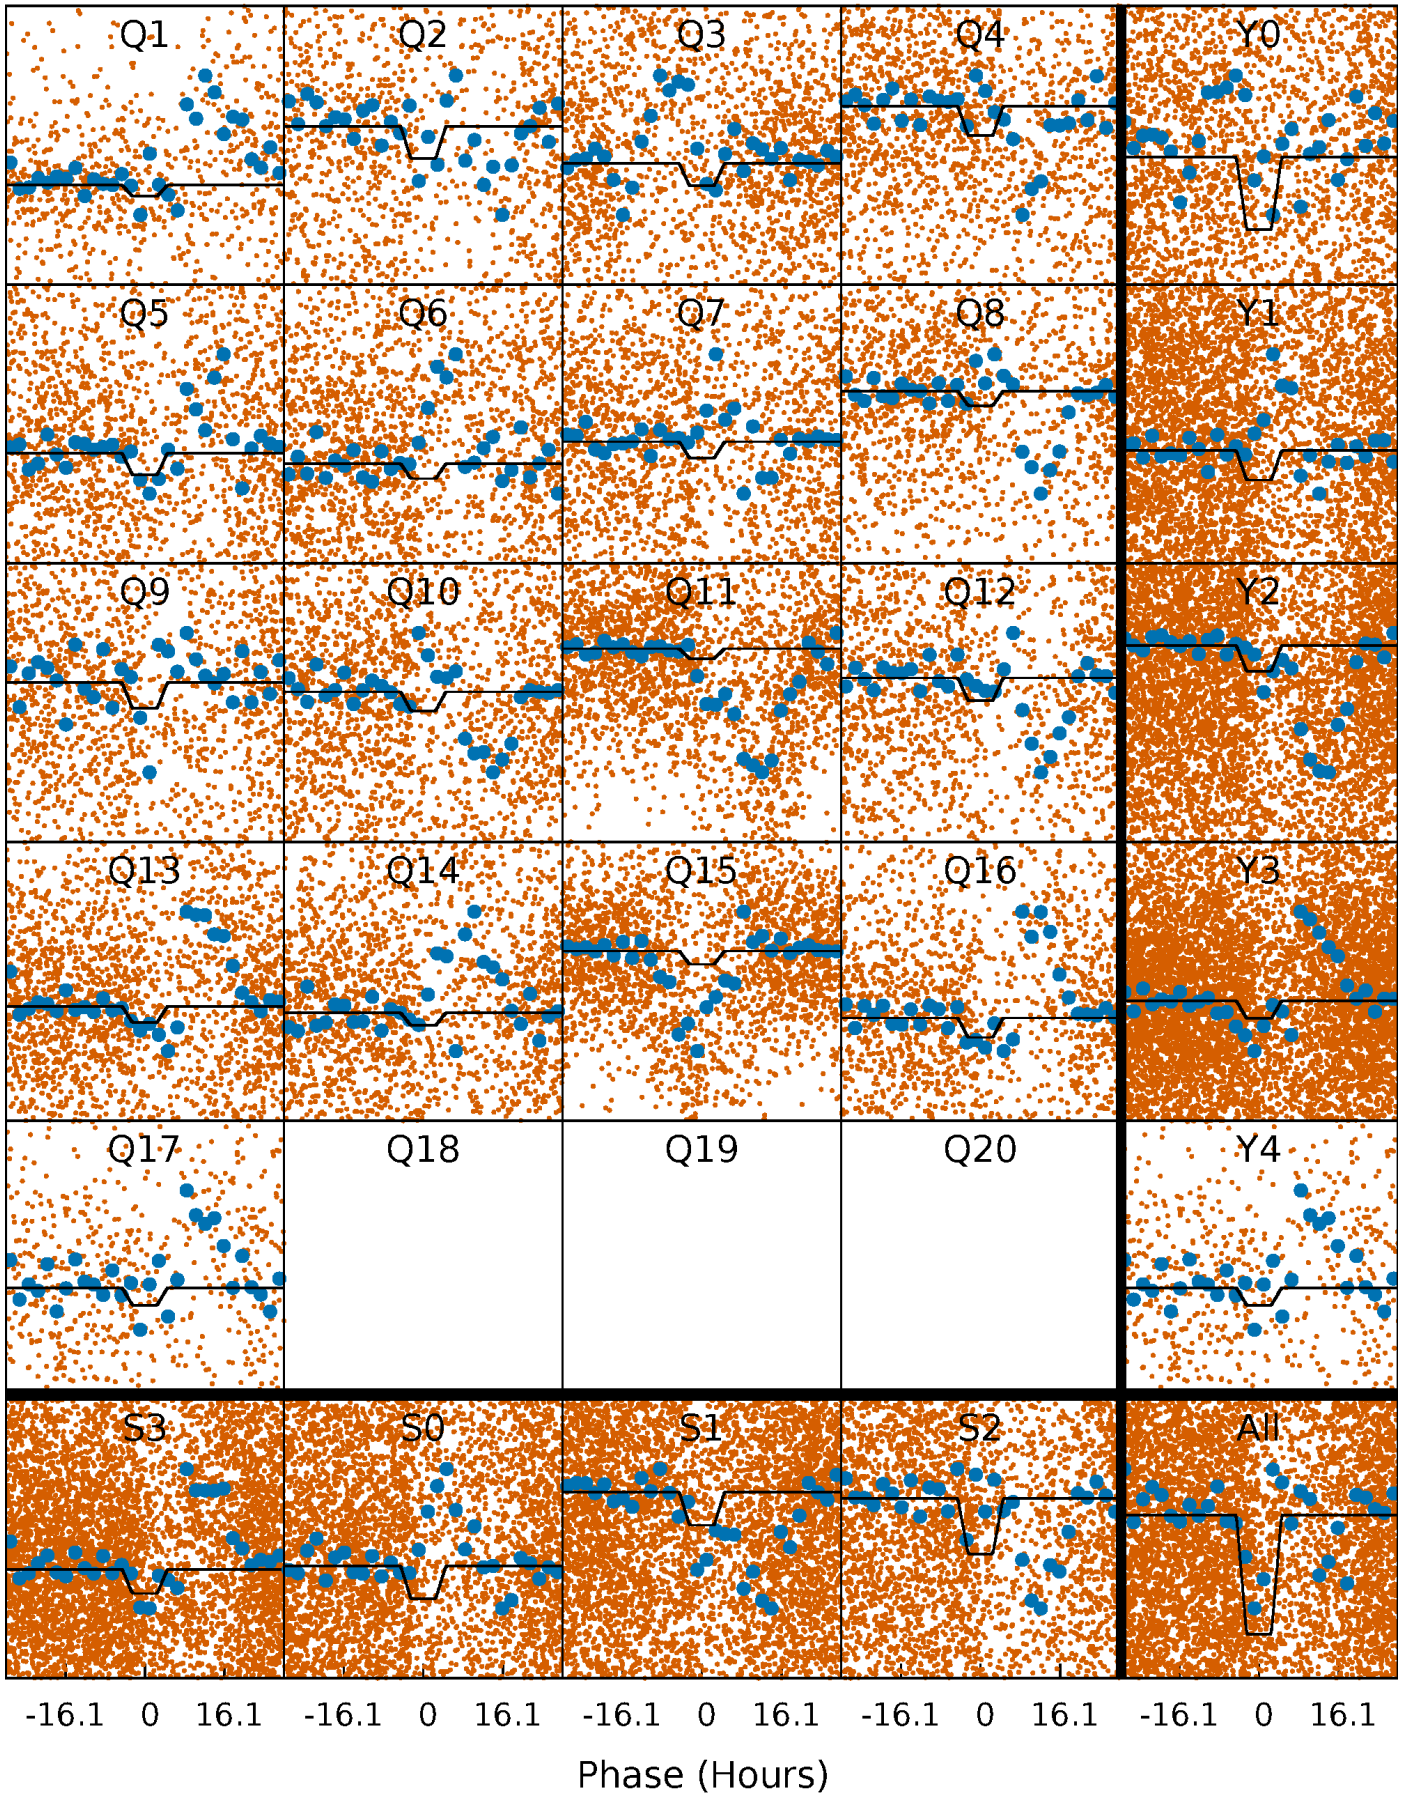 Q1 Q2 Q3 Q4 Y0
Q5 Q6 Q7 Q8 Y1
Q9 Q10 Q11 Q12 Y2
Q13 Q14 Q15 Q16 Y3
Q17 Q18 Q19 Q20 Y4
S3 S0 S1 S2 All
-16.1 0 16.1 -16.1 0 16.1 -16.1 0 16.1 -16.1 0 16.1 -16.1 0 16.1
Phase (Hours)